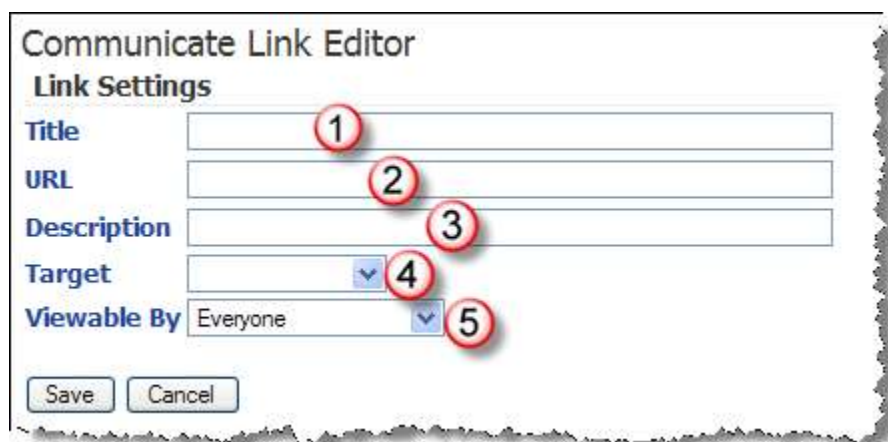 Communicate Link Editor
Link Settings
Title 1
URL 2
Description 3
Target 4
Viewable By Everyone 5
Save Cancel